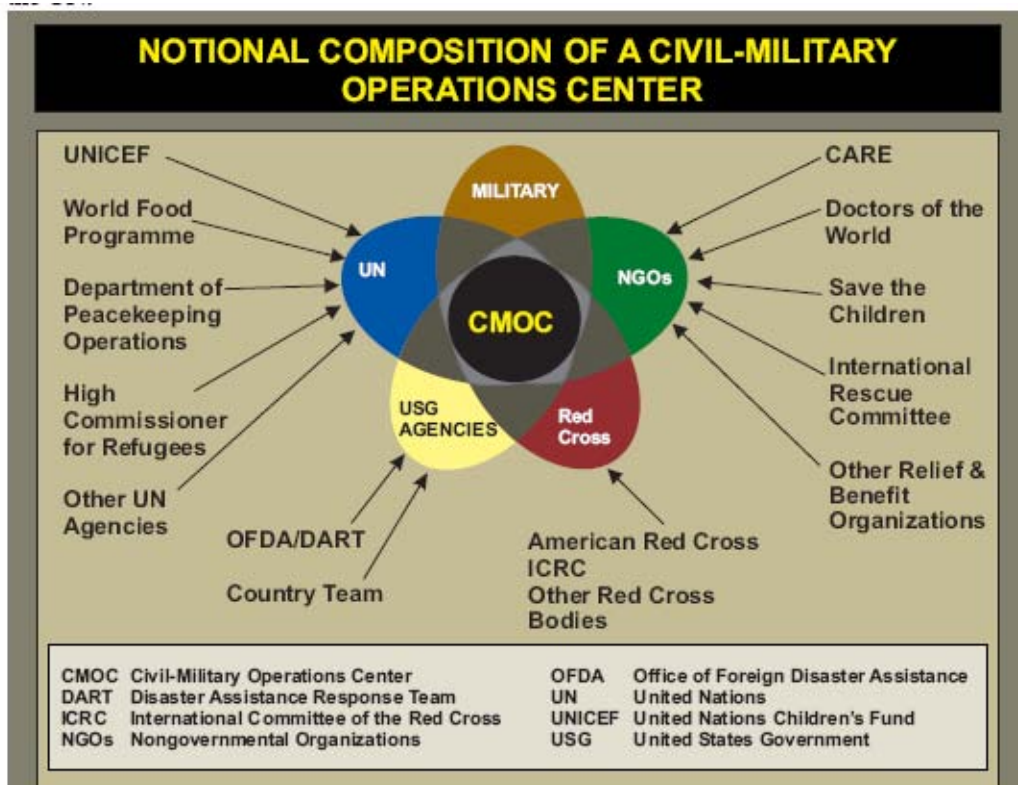 NOTIONAL COMPOSITION OF A CIVIL-MILITARY
OPERATIONS CENTER
UNICEF
World Food
Programme
Department of
Peacekeeping
Operations
High
Commissioner
for Refugees
Other UN
Agencies
MILITARY
UN
NGOs
CMOC
USG
AGENCIES
Red
Cross
CARE
Doctors of the
World
Save the
Children
International
Rescue
Committee
Other Relief &
Benefit
Organizations
OFDA/DART
Country Team
American Red Cross
ICRC
Other Red Cross
Bodies
CMOC Civil-Military Operations Center
DART Disaster Assistance Response Team
ICRC International Committee of the Red Cross
NGOs Nongovernmental Organizations
OFDA Office of Foreign Disaster Assistance
UN United Nations
UNICEF United Nations Children's Fund
USG United States Government